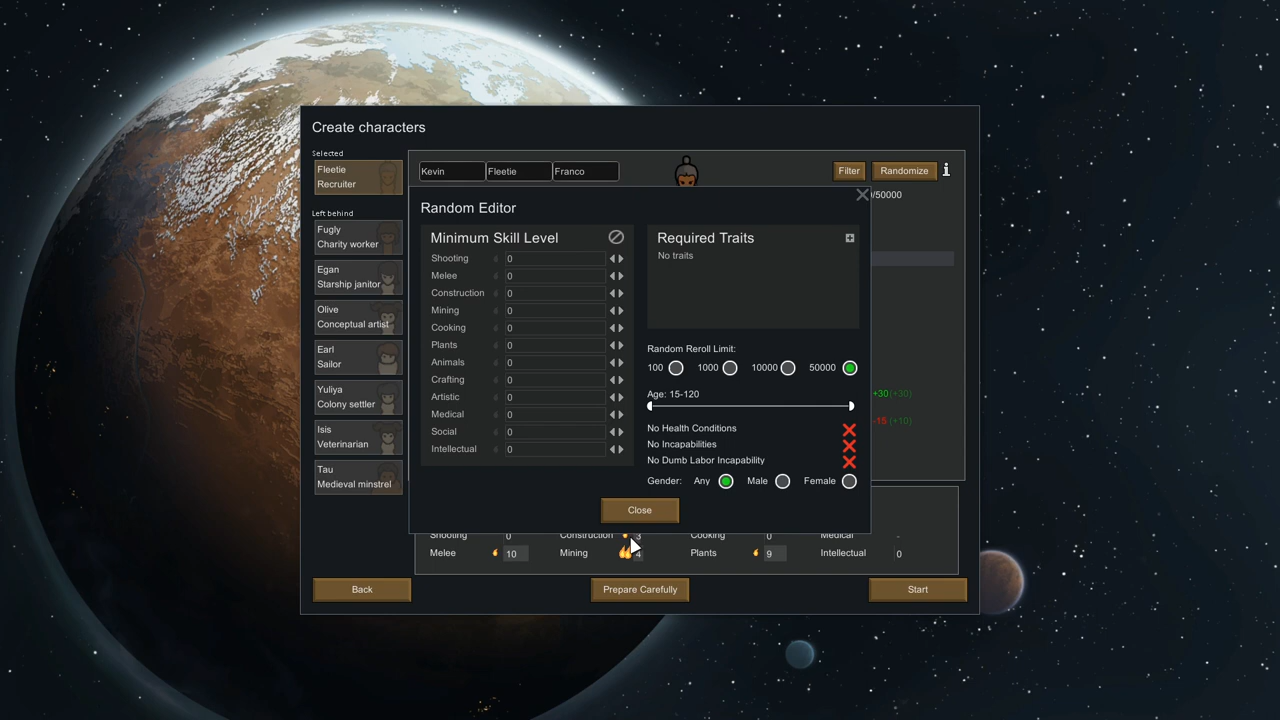 Create characters
Selected
Fleetie
Recruiter
Left behind
Fugly
Charity worker
Egan
Starship janitor
Olive
Conceptual artist
Earl
Sailor
Yuliya
Colony settler
Isis
Veterinarian
Tau
Medieval minstrel
Kevin Fleetie Franco
Filter Randomize
/50000
Random Editor
Minimum Skill Level
Shooting 0
Melee 0
Construction 0
Mining 0
Cooking 0
Plants 0
Animals 0
Crafting 0
Artistic 0
Medical 0
Social 0
Intellectual 0
Required Traits
No traits
Random Reroll Limit:
100 1000 10000 50000
Age: 15-120
No Health Conditions
No Incapabilities
No Dumb Labor Incapability
Gender: Any Male Female
Close
+30 (+30)
-15 (+10)
Shooting 0 Construction 3 Cooking 0 Medical -
Melee 10 Mining 4 Plants 9 Intellectual 0
Back Prepare Carefully Start